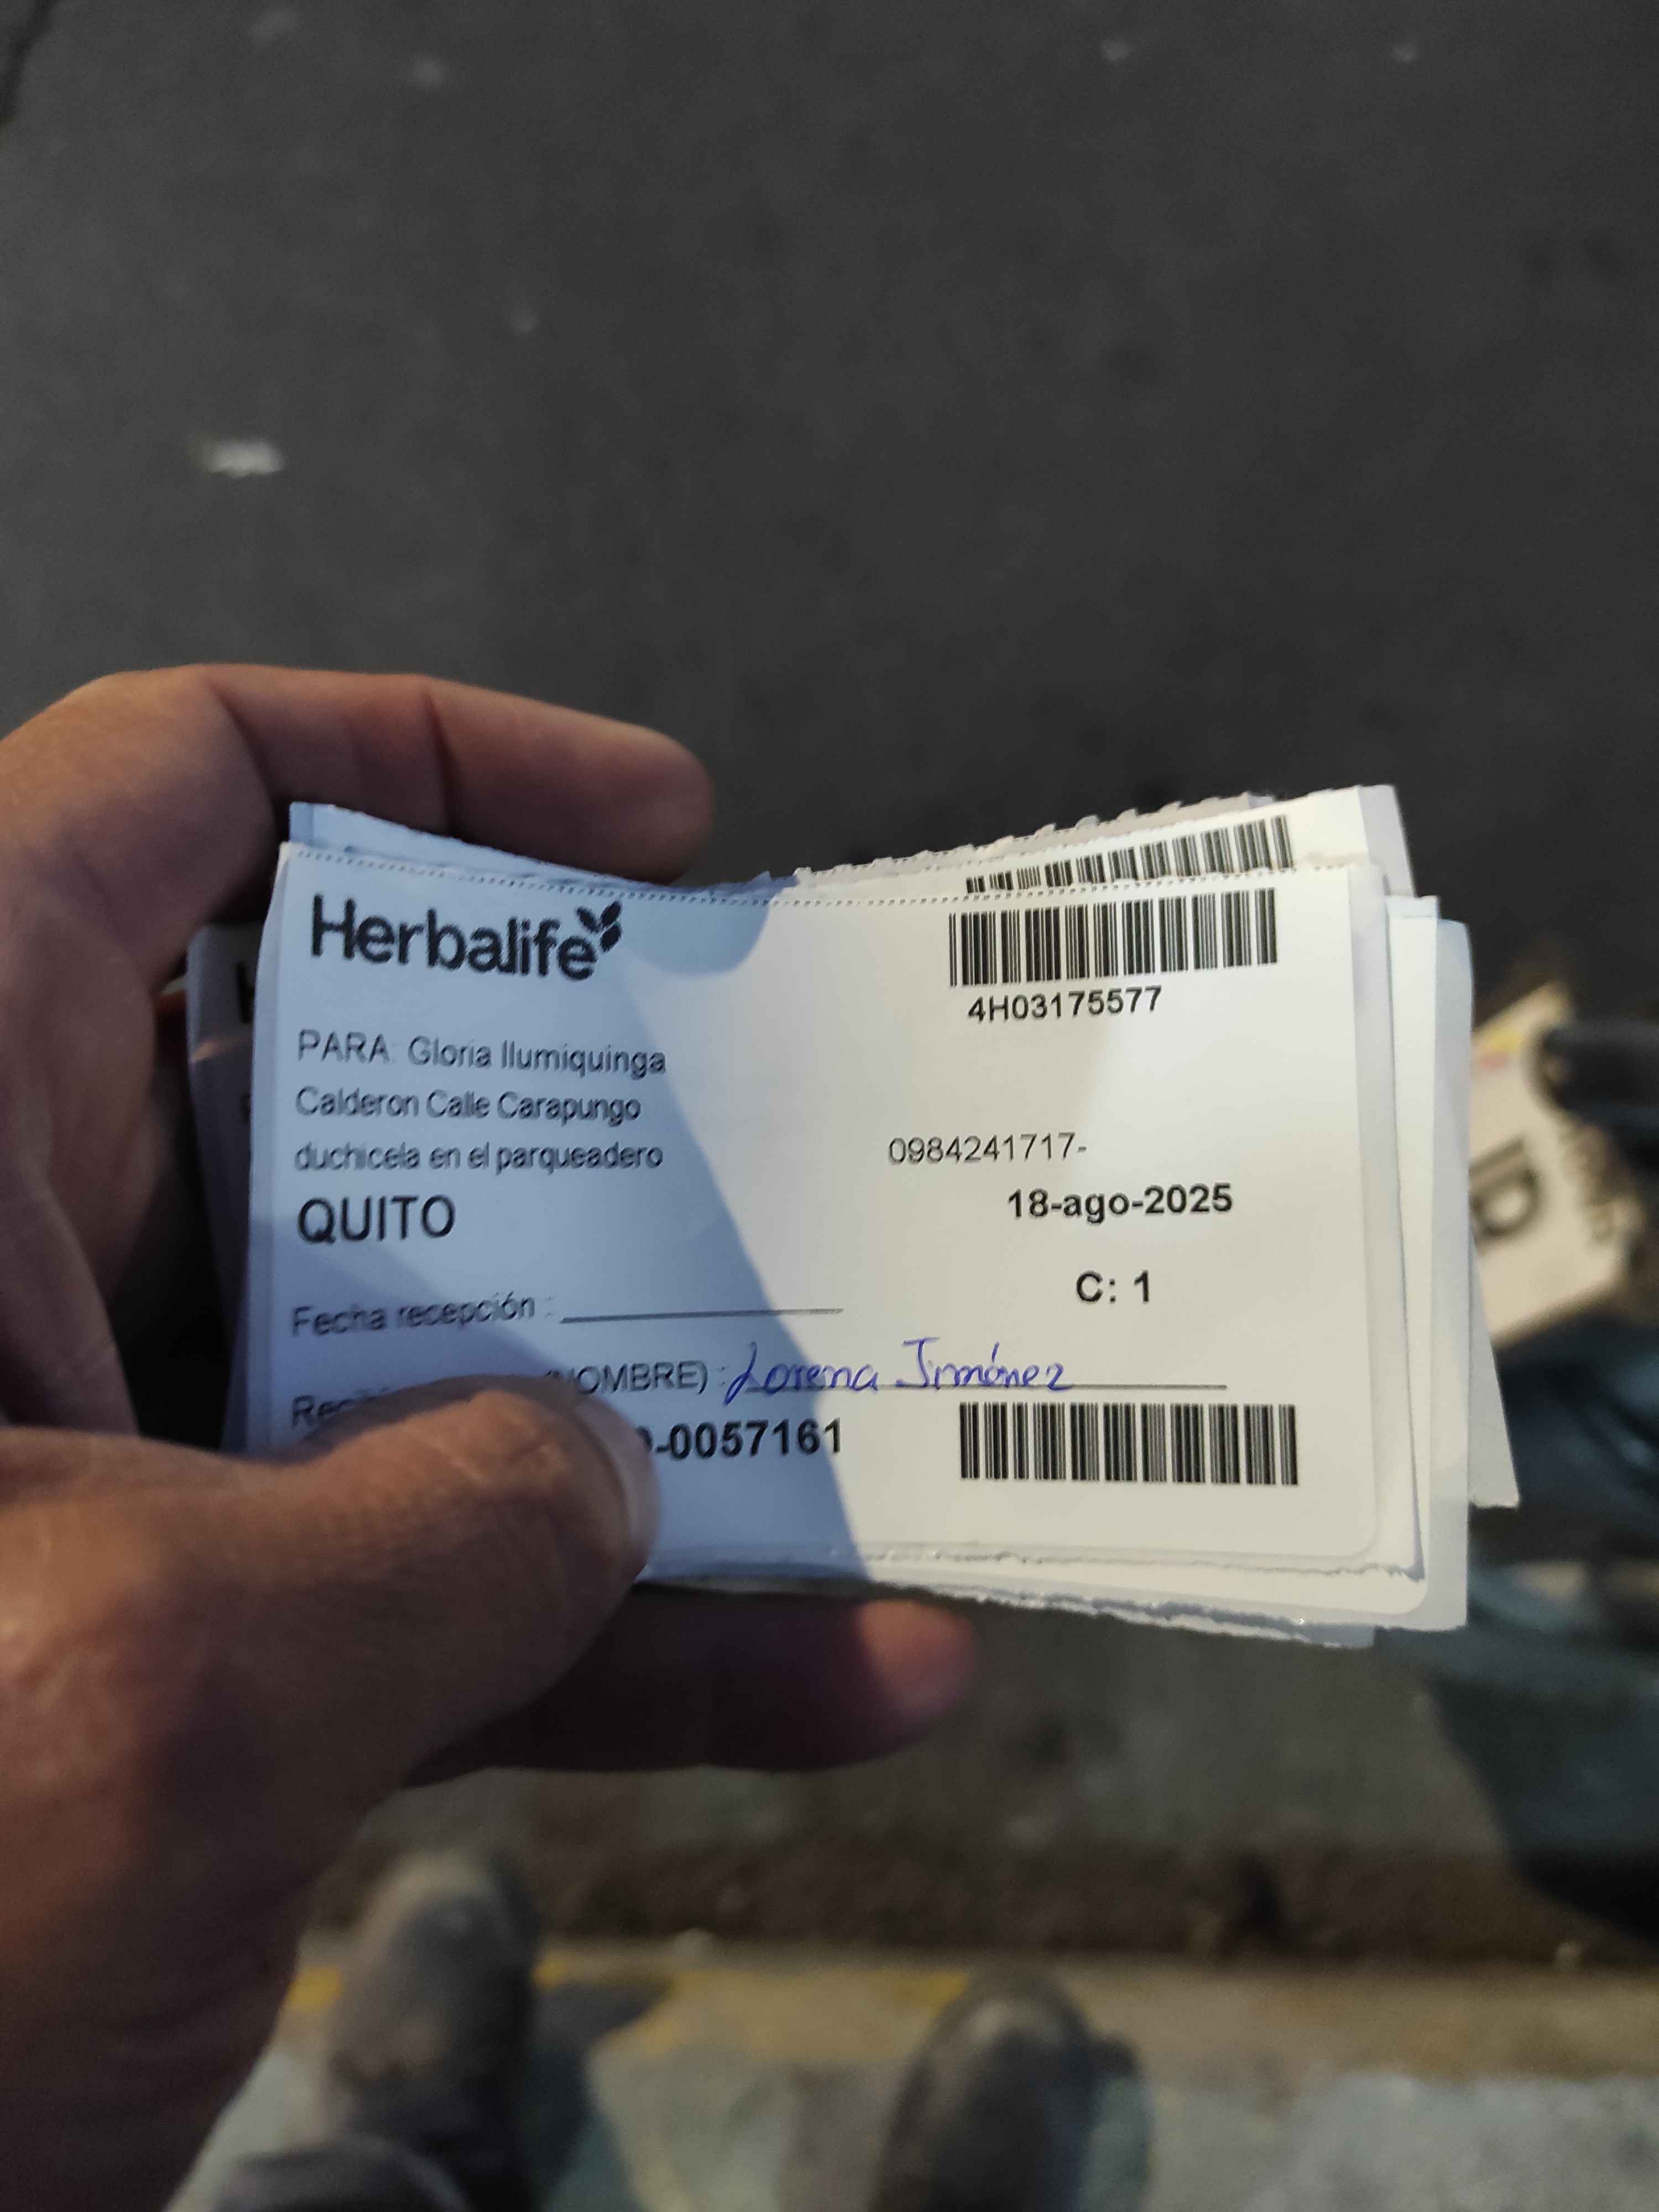 Herbalife
4H03175577
PARA: Gloria Ilumiquinga
Calderon Calle Carapungo
duchicela en el parqueadero
0984241717-
QUITO
18-ago-2025
C: 1
Fecha recepción :
OMBRE) : Lorena Jiménez
-0057161